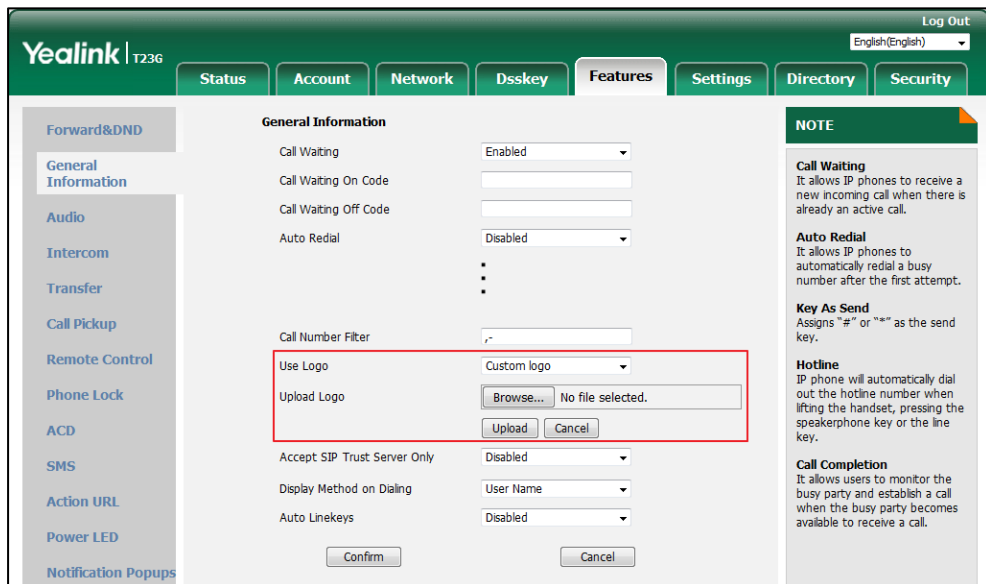 Log Out
Yealink | T23G
English(English)
Status Account Network Dsskey Features Settings Directory Security
Forward&DND
General
Information
Audio
Intercom
Transfer
Call Pickup
Remote Control
Phone Lock
ACD
SMS
Action URL
Power LED
Notification Popups
General Information
Call Waiting Enabled
Call Waiting On Code
Call Waiting Off Code
Auto Redial Disabled
Call Number Filter ,-
Use Logo Custom logo
Upload Logo Browse... No file selected.
Upload Cancel
Accept SIP Trust Server Only Disabled
Display Method on Dialing User Name
Auto Linekeys Disabled
Confirm Cancel
NOTE
Call Waiting
It allows IP phones to receive a
new incoming call when there is
already an active call.
Auto Redial
It allows IP phones to
automatically redial a busy
number after the first attempt.
Key As Send
Assigns "#" or "*" as the send
key.
Hotline
IP phone will automatically dial
out the hotline number when
lifting the handset, pressing the
speakerphone key or the line
key.
Call Completion
It allows users to monitor the
busy party and establish a call
when the busy party becomes
available to receive a call.